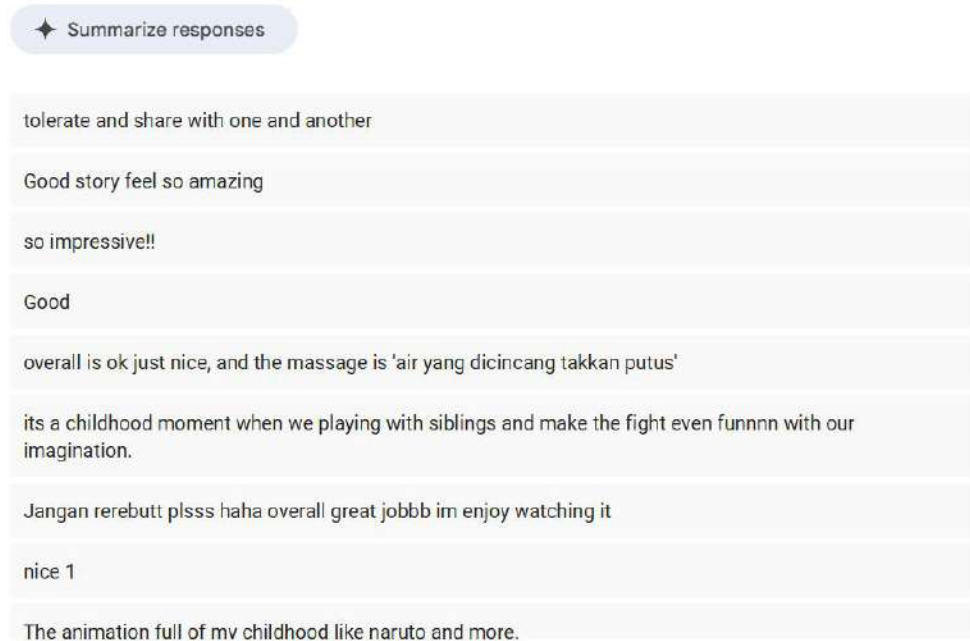 Summarize responses
tolerate and share with one and another
Good story feel so amazing
so impressive!!
Good
overall is ok just nice, and the massage is 'air yang dicincang takkan putus'
its a childhood moment when we playing with siblings and make the fight even funnnn with our
imagination.
Jangan rerebutt plsss haha overall great jobbb im enjoy watching it
nice 1
The animation full of my childhood like naruto and more.